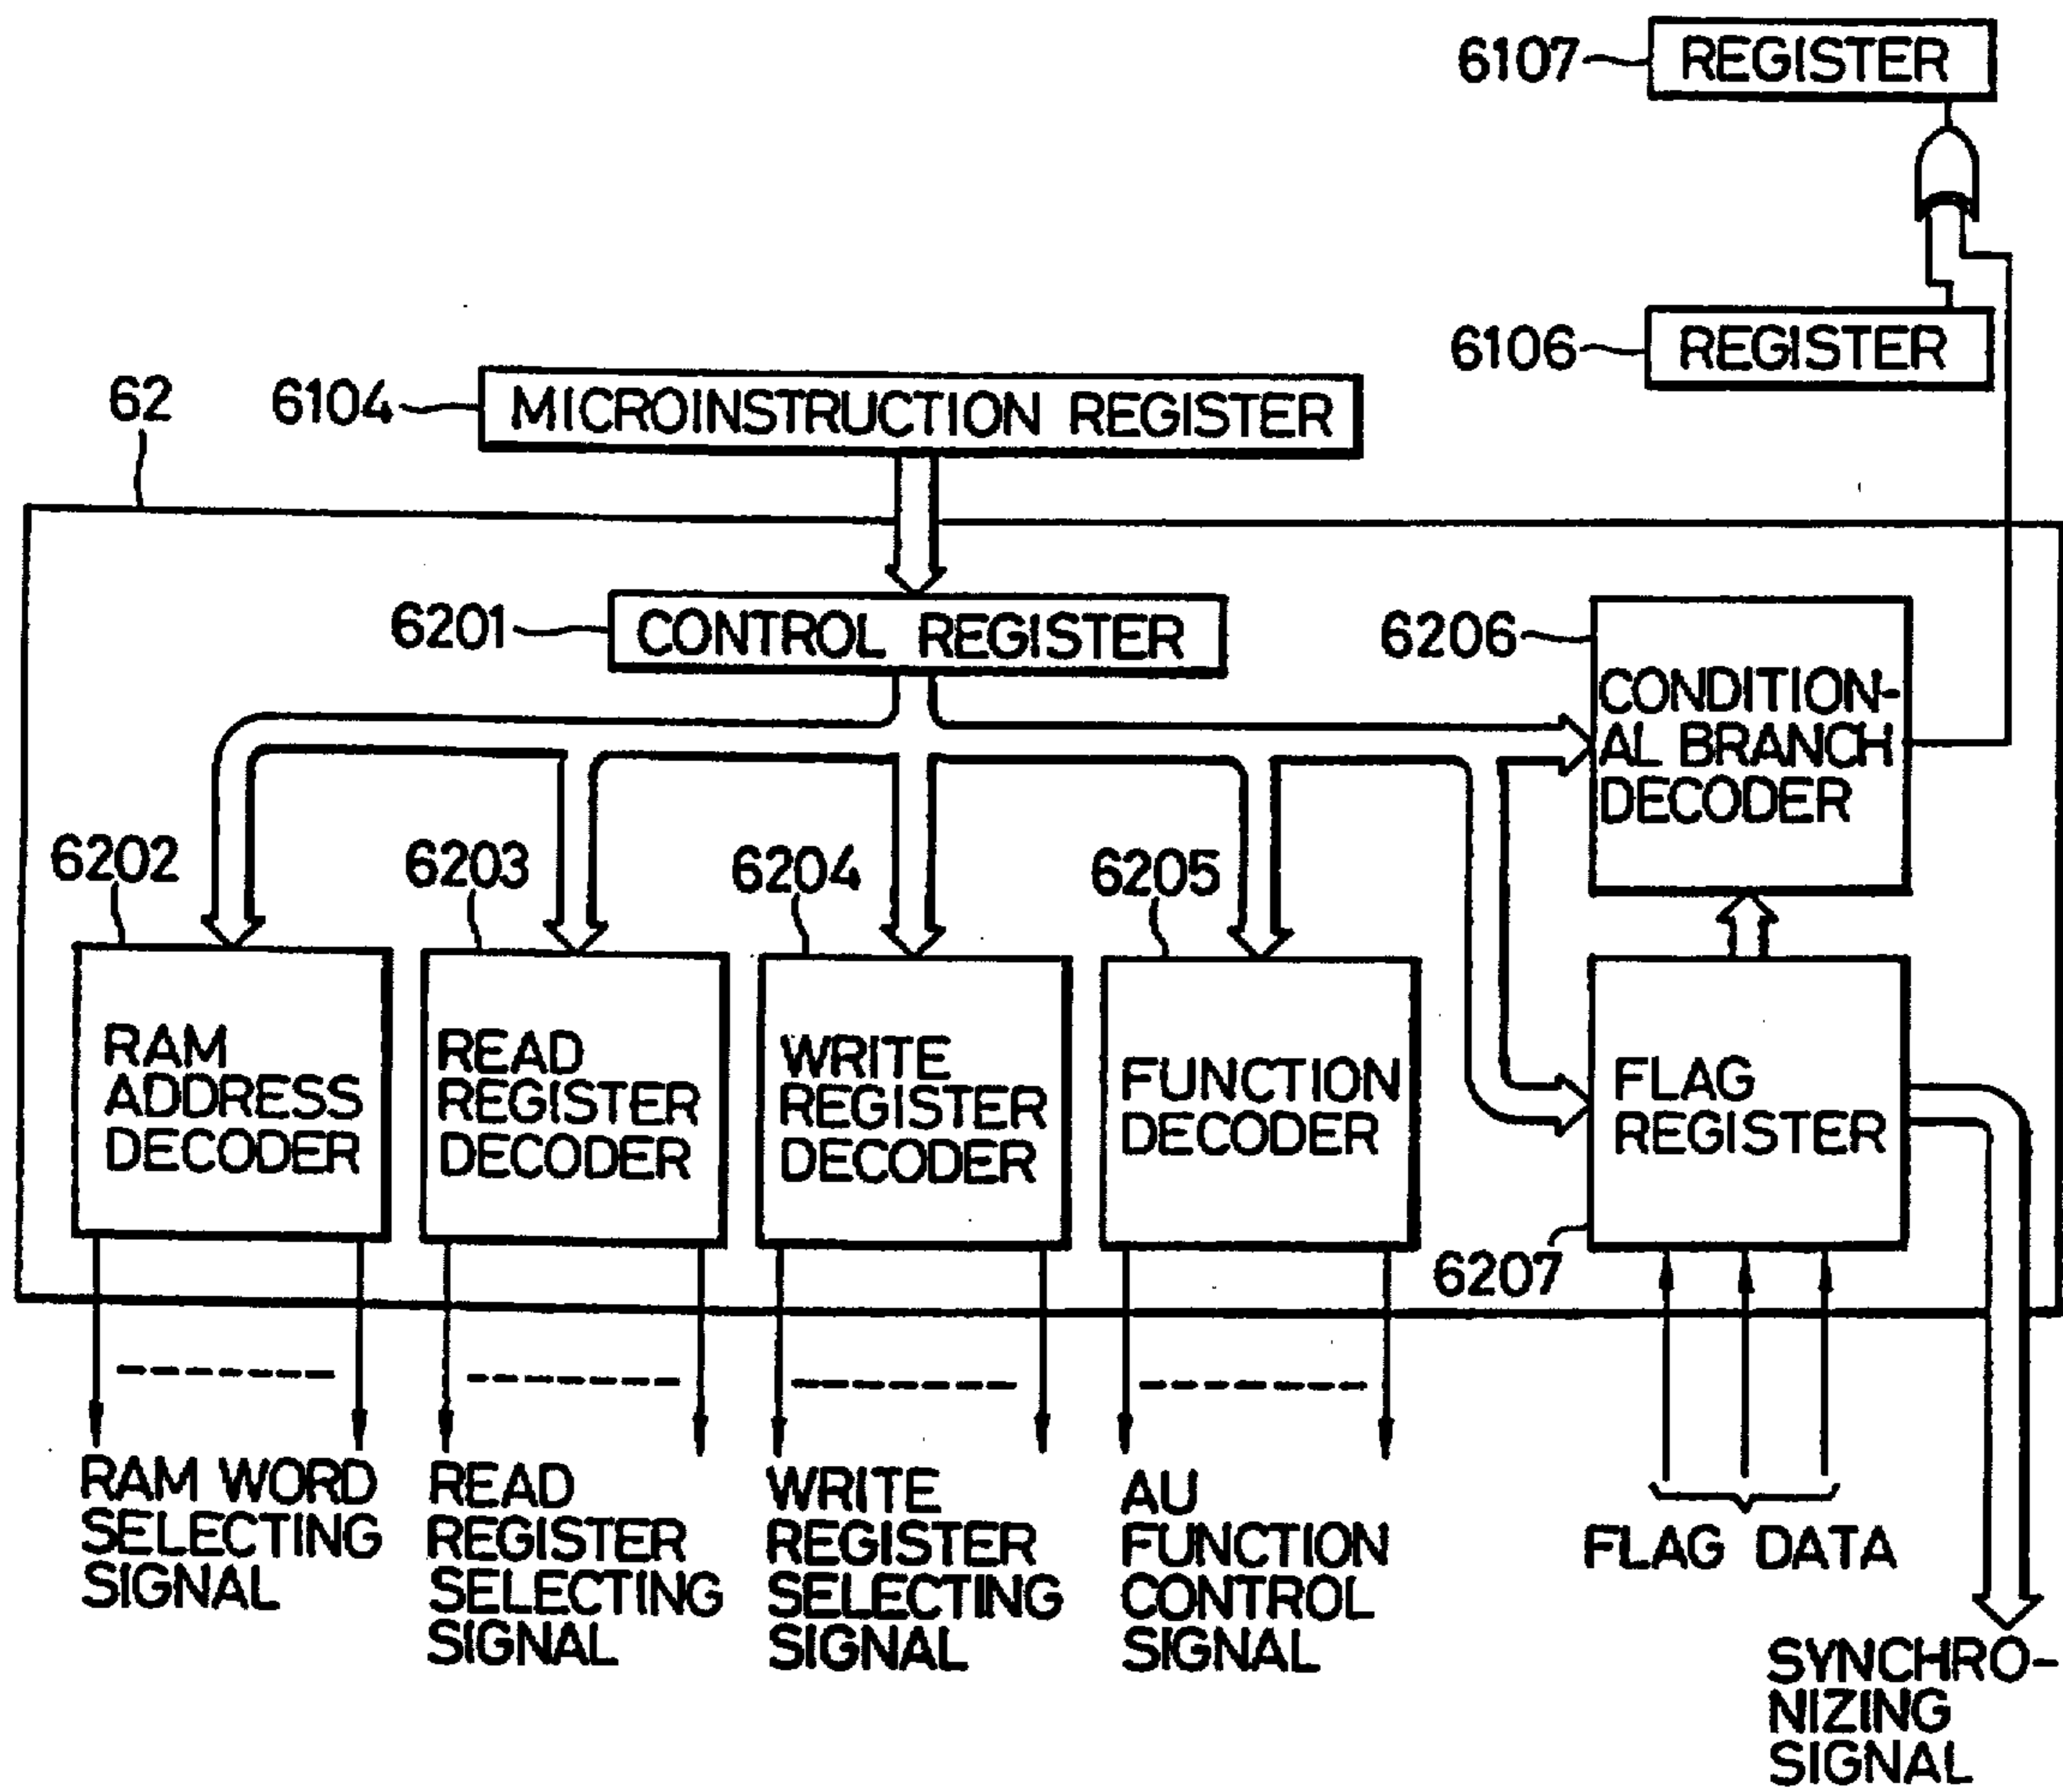 6107
REGISTER
6106
REGISTER
62
6104
MICROINSTRUCTION REGISTER
6201
CONTROL REGISTER
6206
CONDITION-
AL BRANCH
DECODER
6202
6203
6204
6205
RAM
ADDRESS
DECODER
READ
REGISTER
DECODER
WRITE
REGISTER
DECODER
FUNCTION
DECODER
FLAG
REGISTER
6207
RAM WORD
SELECTING
SIGNAL
READ
REGISTER
SELECTING
SIGNAL
WRITE
REGISTER
SELECTING
SIGNAL
AU
FUNCTION
CONTROL
SIGNAL
FLAG DATA
SYNCHRO-
NIZING
SIGNAL